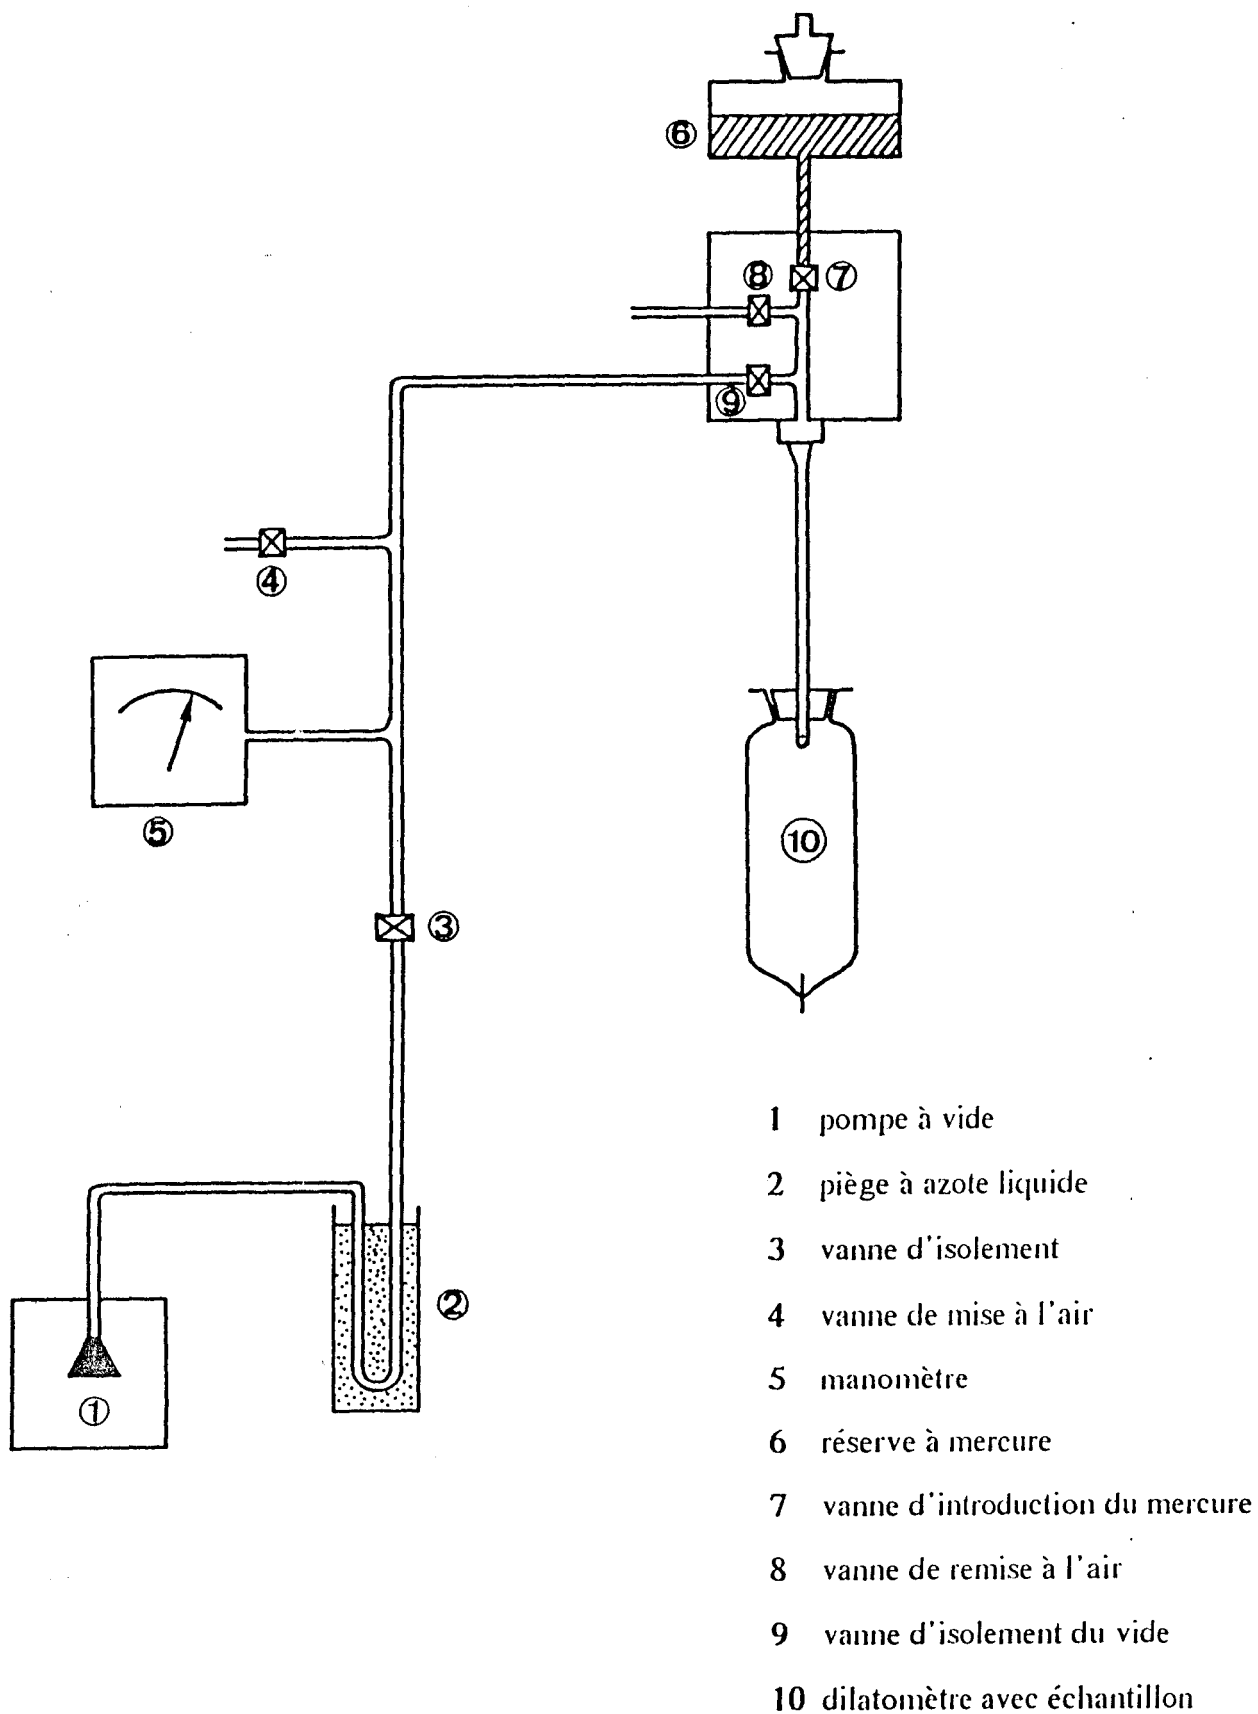 ⑥
⑧ ⑦
⑨
④
⑤
⑩
③
②
①
1 pompe à vide
2 piège à azote liquide
3 vanne d'isolement
4 vanne de mise à l'air
5 manomètre
6 réserve à mercure
7 vanne d'introduction du mercure
8 vanne de remise à l'air
9 vanne d'isolement du vide
10 dilatomètre avec échantillon